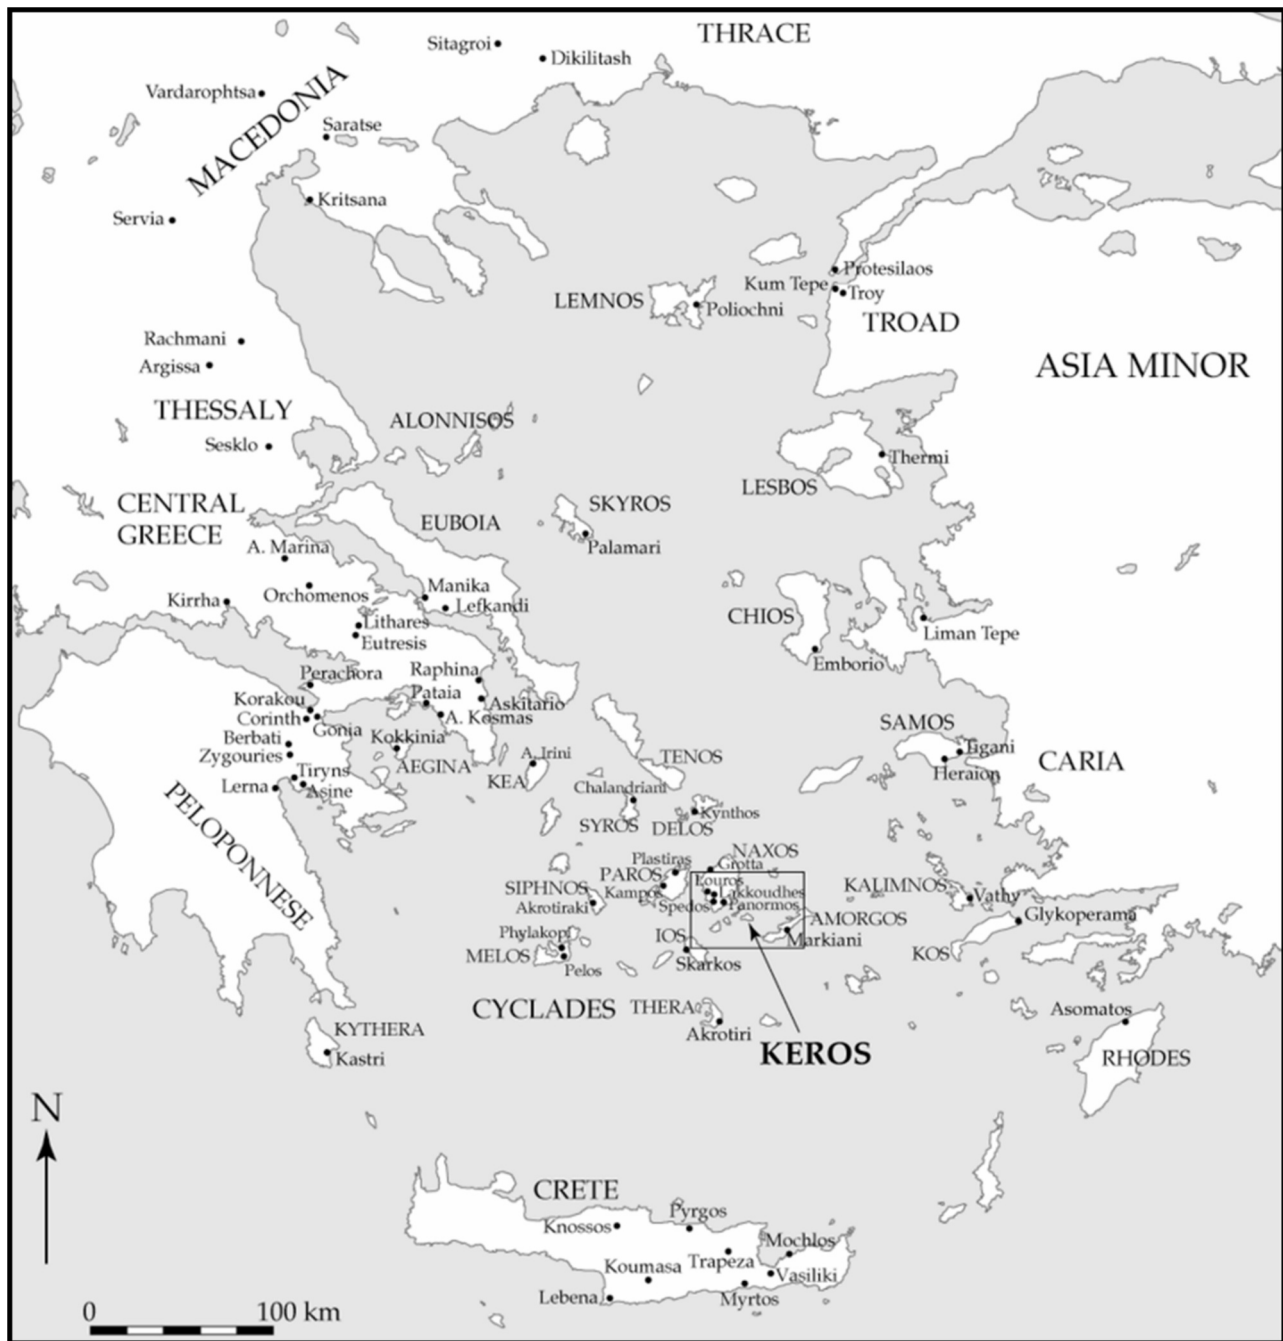 THRACE
Sitagroi
Dikilitash
Vardarophtsa
MACEDONIA
Saratse
Kritsana
Servia
Protesilaos
Kum Tepe
Troy
LEMNOS
Poliochni
TROAD
Rachmani
Argissa
ASIA MINOR
THESSALY
ALONNISOS
Sesklo
Thermi
LESBOS
CENTRAL
GREECE
SKYROS
EUBOIA
A. Marina
Palamari
Manika
Orchomenos
Kirrha
Lefkandi
CHIOS
Lithares
Liman Tepe
Eutresis
Emborio
Perachora
Raphina
Korakou
Pataia
Askitario
Corinth
Gonia
A. Kosmas
SAMOS
Berbati
Kokkinia
Tigani
Zygouries
A. Irini
TENOS
CARIA
AEGINA
Heraion
Tiryns
KEA
Lerna
Asine
Chalandriani
Kynthos
PELOPONNESE
SYROS
DELOS
NAXOS
Plastiras
Grotta
PAROS
Kouros
SIPHNOS
Kampos
Lakkoudhes
KALIMNOS
Vathy
Akrotiraki
Spedos
Panormos
AMORGOS
Glykoperama
Phylakopi
IOS
Markiani
MELOS
KOS
Pelos
Skarkos
CYCLADES
THERA
Asomatos
KYTHERA
Akrotiri
KEROS
Kastri
RHODES
N
CRETE
Pyrgos
Knossos
Mochlos
Trapeza
Koumasa
Vasiliki
Lebena
Myrtos
0
100 km